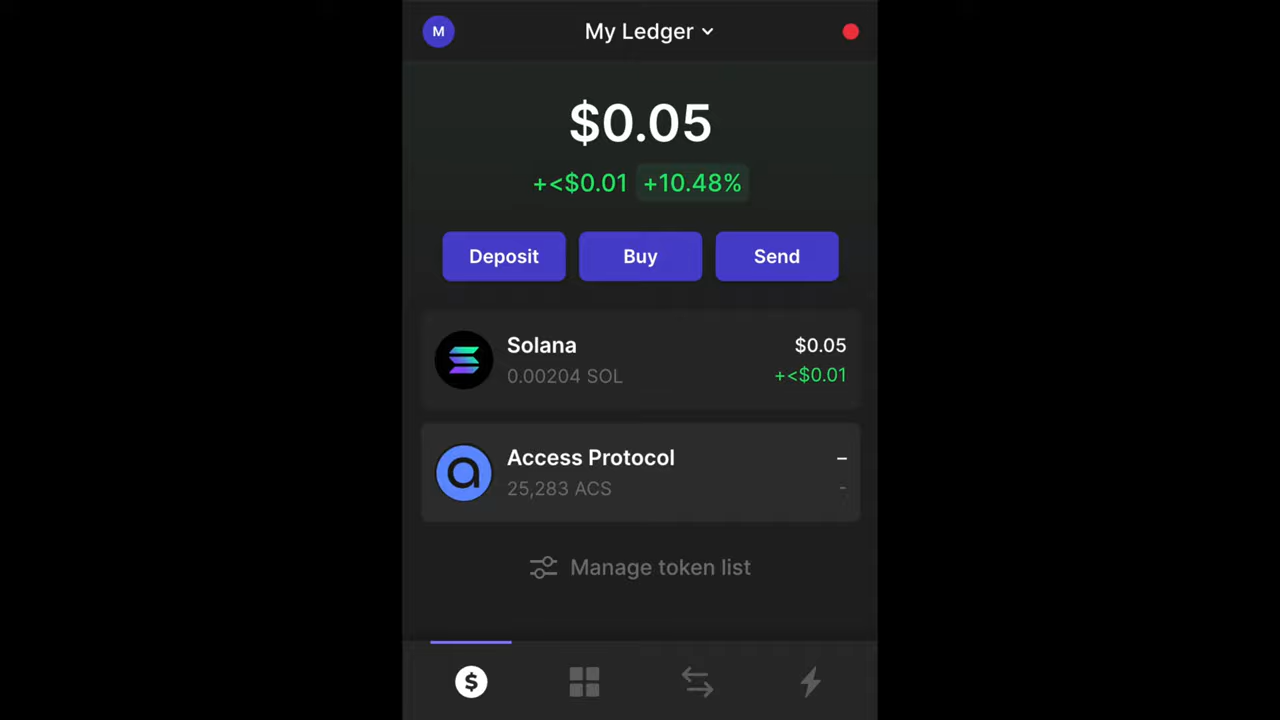 M
My Ledger
$0.05
+<$0.01 +10.48%
Deposit Buy Send
Solana $0.05
0.00204 SOL +<$0.01
Access Protocol –
25,283 ACS -
Manage token list
$